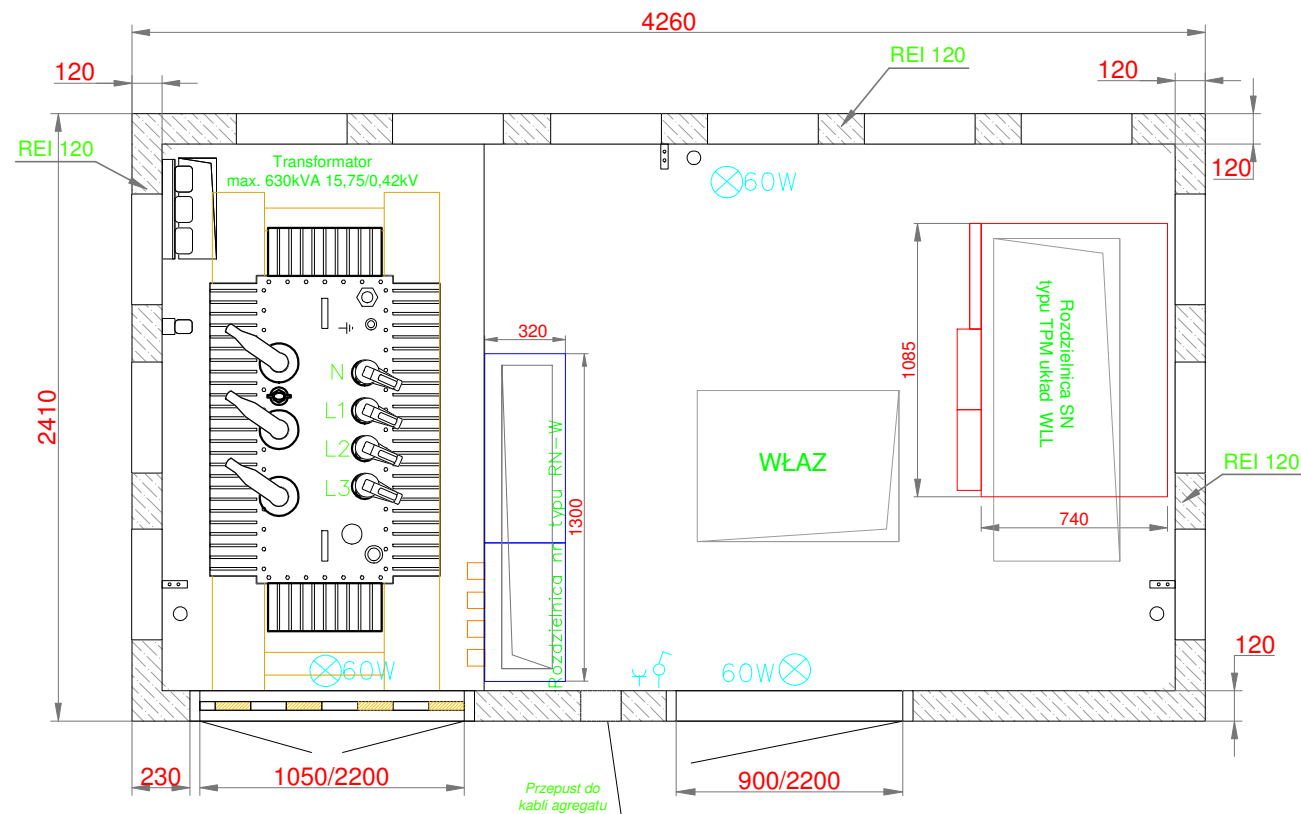 4260
120
REI 120
120
REI 120
Transformator
max. 630kVA 15,75/0,42kV
60W
120
320
1085
Rozdzielnica SN
typu TPM układ WLL
N
L1
L2
L3
2410
Rozdzielnica nn typu RN-W
1300
WŁAZ
REI 120
740
60W
60W
120
230
1050/2200
900/2200
Przepust do
kabli agregatu